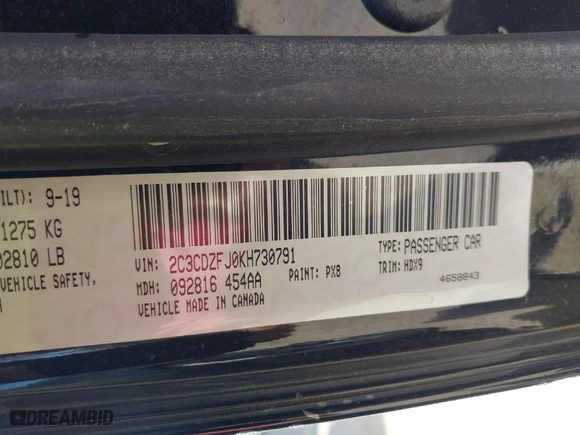 ILT): 9-19
1275 KG
02810 LB
VEHICLE SAFETY,
VIN: 2C3CDZFJ0KH730791
TYPE: PASSENGER CAR
MDH: 092816 454AA
PAINT: PX8
TRIM: HDX9
VEHICLE MADE IN CANADA
4658843
DREAMBID